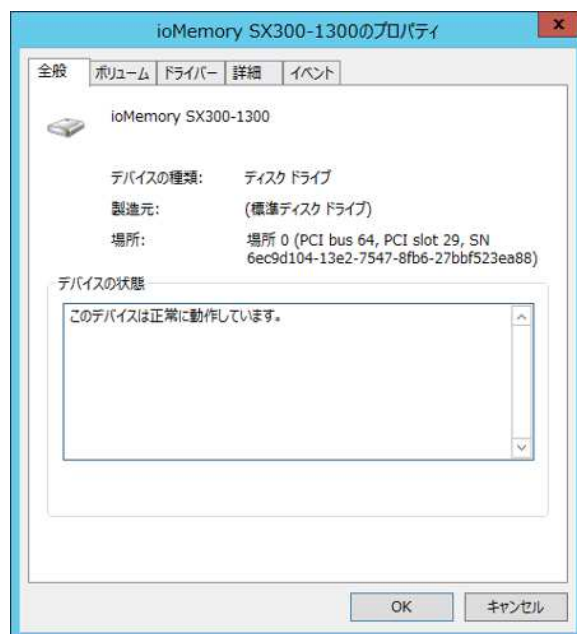 ioMemory SX300-1300のプロパティ
x
全般 ボリューム ドライバー 詳細 イベント
ioMemory SX300-1300
デバイスの種類: ディスク ドライブ
製造元: (標準ディスク ドライブ)
場所: 場所 0 (PCI bus 64, PCI slot 29, SN
6ec9d104-13e2-7547-8fb6-27bbf523ea88)
デバイスの状態
このデバイスは正常に動作しています。
OK キャンセル